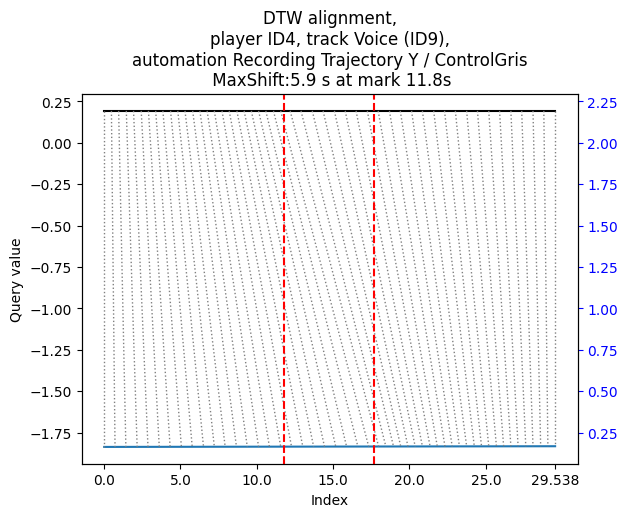 DTW alignment,
player ID4, track Voice (ID9),
automation Recording Trajectory Y / ControlGris
MaxShift:5.9 s at mark 11.8s
0.25
0.00
−0.25
−0.50
−0.75
−1.00
−1.25
−1.50
−1.75
Query value
2.25
2.00
1.75
1.50
1.25
1.00
0.75
0.50
0.25
0.0 5.0 10.0 15.0 20.0 25.0 29.538
Index